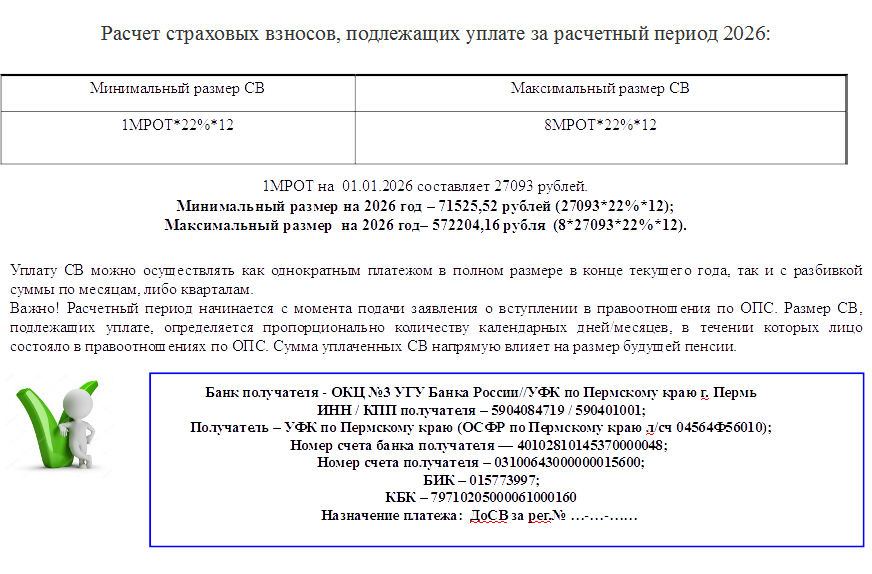 Расчет страховых взносов, подлежащих уплате за расчетный период 2026:
Минимальный размер СВ
Максимальный размер СВ
1МРОТ*22%*12
8МРОТ*22%*12
1МРОТ на 01.01.2026 составляет 27093 рублей.
Минимальный размер на 2026 год – 71525,52 рублей (27093*22%*12);
Максимальный размер на 2026 год– 572204,16 рубля (8*27093*22%*12).
Уплату СВ можно осуществлять как однократным платежом в полном размере в конце текущего года, так и с разбивкой
суммы по месяцам, либо кварталам.
Важно! Расчетный период начинается с момента подачи заявления о вступлении в правоотношения по ОПС. Размер СВ,
подлежащих уплате, определяется пропорционально количеству календарных дней/месяцев, в течении которых лицо
состояло в правоотношениях по ОПС. Сумма уплаченных СВ напрямую влияет на размер будущей пенсии.
Банк получателя - ОКЦ №3 УГУ Банка России//УФК по Пермскому краю г. Пермь
ИНН / КПП получателя – 5904084719 / 590401001;
Получатель – УФК по Пермскому краю (ОСФР по Пермскому краю д/сч 04564Ф56010);
Номер счета банка получателя — 40102810145370000048;
Номер счета получателя – 03100643000000015600;
БИК – 015773997;
КБК – 79710205000061000160
Назначение платежа: ДоСВ за рег.№ …-…-……